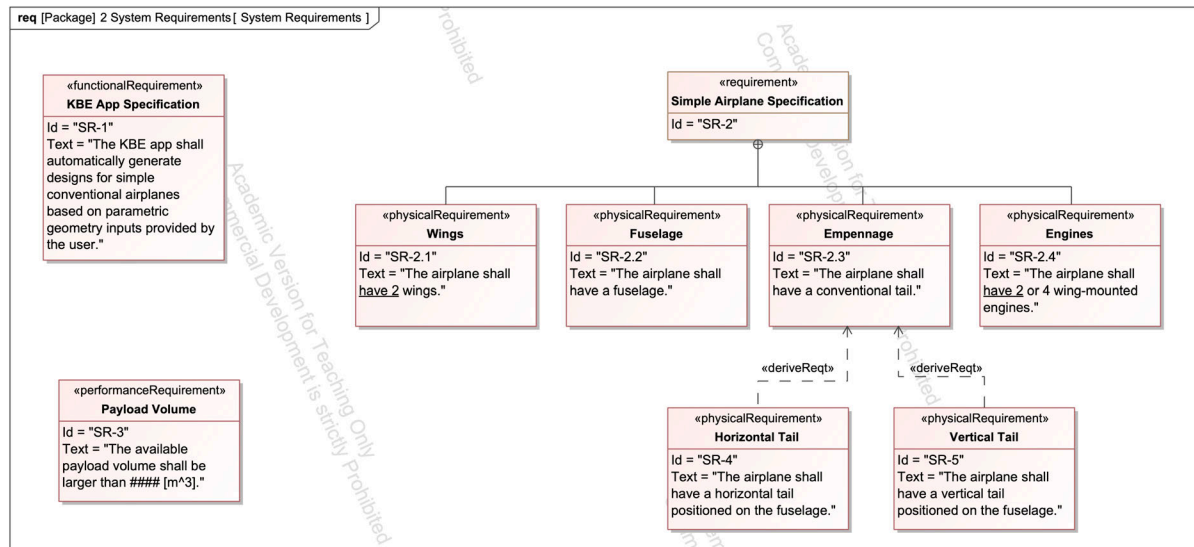 req [Package] 2 System Requirements [ System Requirements ]
«functionalRequirement»
KBE App Specification
Id = "SR-1"
Text = "The KBE app shall
automatically generate
designs for simple
conventional airplanes
based on parametric
geometry inputs provided by
the user."
«requirement»
Simple Airplane Specification
Id = "SR-2"
«physicalRequirement»
Wings
Id = "SR-2.1"
Text = "The airplane shall
have 2 wings."
«physicalRequirement»
Fuselage
Id = "SR-2.2"
Text = "The airplane shall
have a fuselage."
«physicalRequirement»
Empennage
Id = "SR-2.3"
Text = "The airplane shall
have a conventional tail."
«physicalRequirement»
Engines
Id = "SR-2.4"
Text = "The airplane shall
have 2 or 4 wing-mounted
engines."
«deriveReqt»
«deriveReqt»
«performanceRequirement»
Payload Volume
Id = "SR-3"
Text = "The available
payload volume shall be
larger than #### [m^3]."
«physicalRequirement»
Horizontal Tail
Id = "SR-4"
Text = "The airplane shall
have a horizontal tail
positioned on the fuselage."
«physicalRequirement»
Vertical Tail
Id = "SR-5"
Text = "The airplane shall
have a vertical tail
positioned on the fuselage."
Academic Version for Teaching Only
Commercial Development is strictly Prohibited